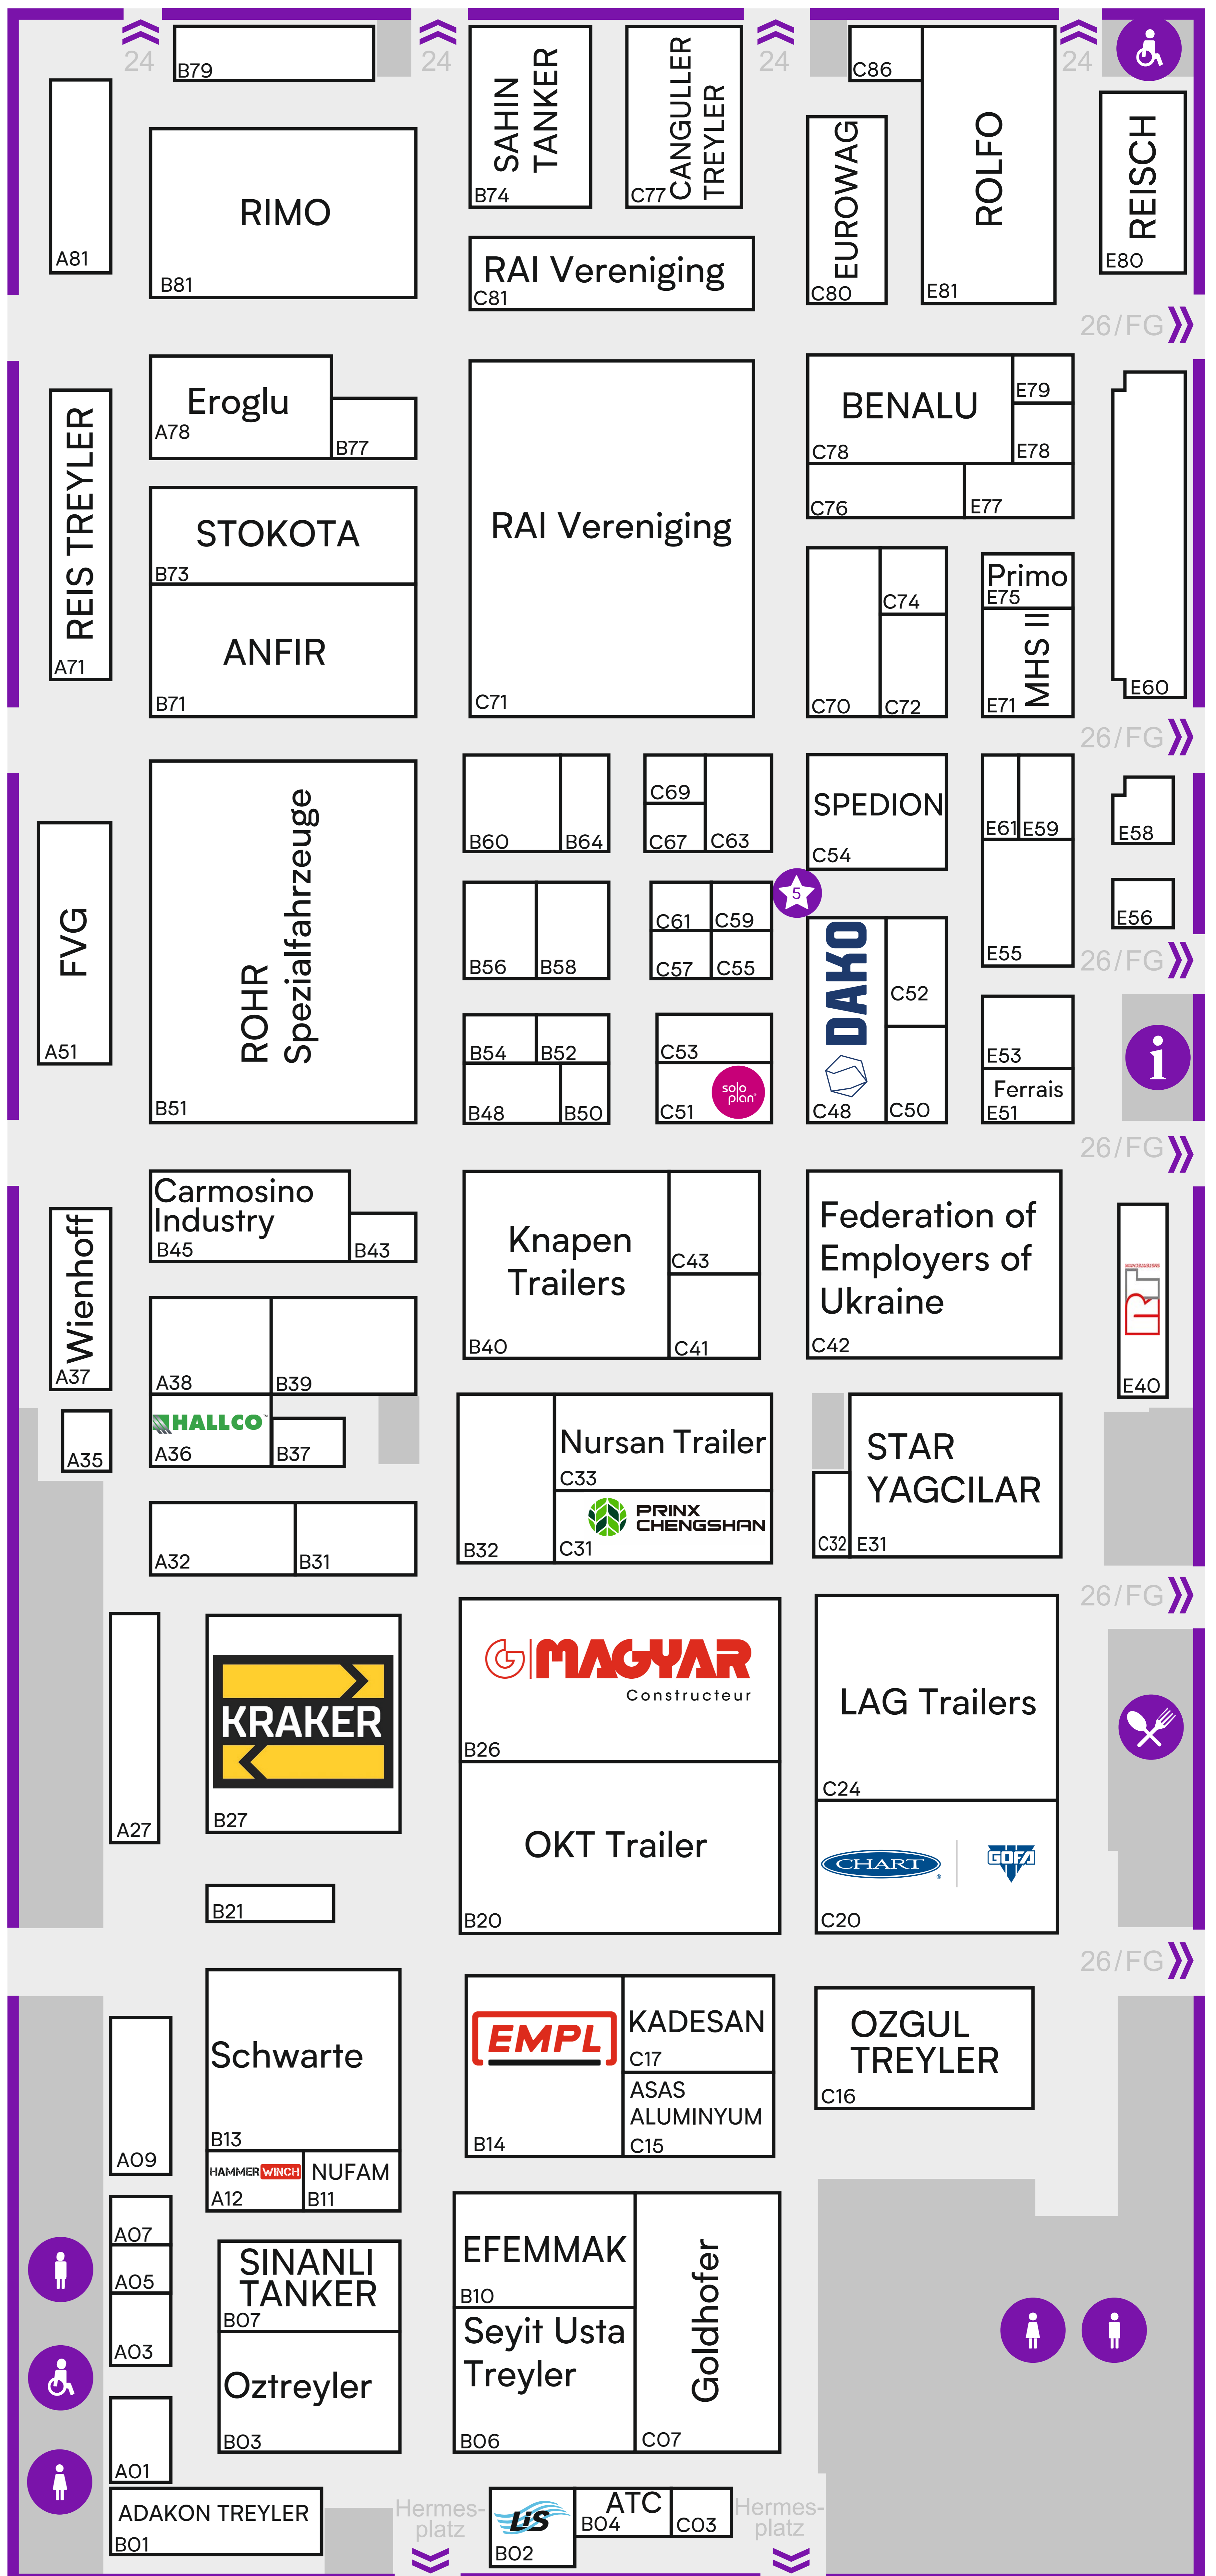 24
24
24
24
B79
C86
A81
RIMO
B81
SAHIN
TANKER
B74
CANGULLER
TREYLER
C77
RAI Vereniging
C81
EUROWAG
C80
ROLFO
E81
REISCH
E80
26/FG
REIS TREYLER
A71
Eroglu
A78
B77
STOKOTA
B73
ANFIR
B71
RAI Vereniging
C71
BENALU
C78
E79
E78
C76
E77
C70
C74
C72
Primo
E75
MHS II
E71
E60
26/FG
FVG
A51
ROHR
Spezialfahrzeuge
B51
B60
B64
C69
C67
C63
SPEDION
C54
E61
E59
E58
5
B56
B58
C61
C59
C57
C55
DAKO
C48
C52
C50
E55
E56
26/FG
B54
B52
B48
B50
C53
solo
plan
C51
E53
Ferrais
E51
i
26/FG
Wienhoff
A37
Carmosino
Industry
B45
B43
Knapen
Trailers
B40
C43
C41
Federation of
Employers of
Ukraine
C42
E40
A38
B39
HALLCO
A36
B37
A35
A32
B31
B32
Nursan Trailer
C33
PRINX
CHENGSHAN
C31
STAR
YAGCILAR
C32
E31
26/FG
A27
KRAKER
B27
G MAGYAR
Constructeur
B26
OKT Trailer
B20
LAG Trailers
C24
CHART
GOFA
C20
B21
26/FG
A09
Schwarte
B13
HAMMER WINCH
A12
NUFAM
B11
EMPL
B14
KADESAN
C17
ASAS
ALUMINYUM
C15
OZGUL
TREYLER
C16
A07
A05
A03
A01
SINANLI
TANKER
B07
Oztreyler
B03
EFEMMAK
B10
Seyit Usta
Treyler
B06
Goldhofer
C07
ADAKON TREYLER
B01
Hermes-
platz
LiS
B02
ATC
B04
C03
Hermes-
platz